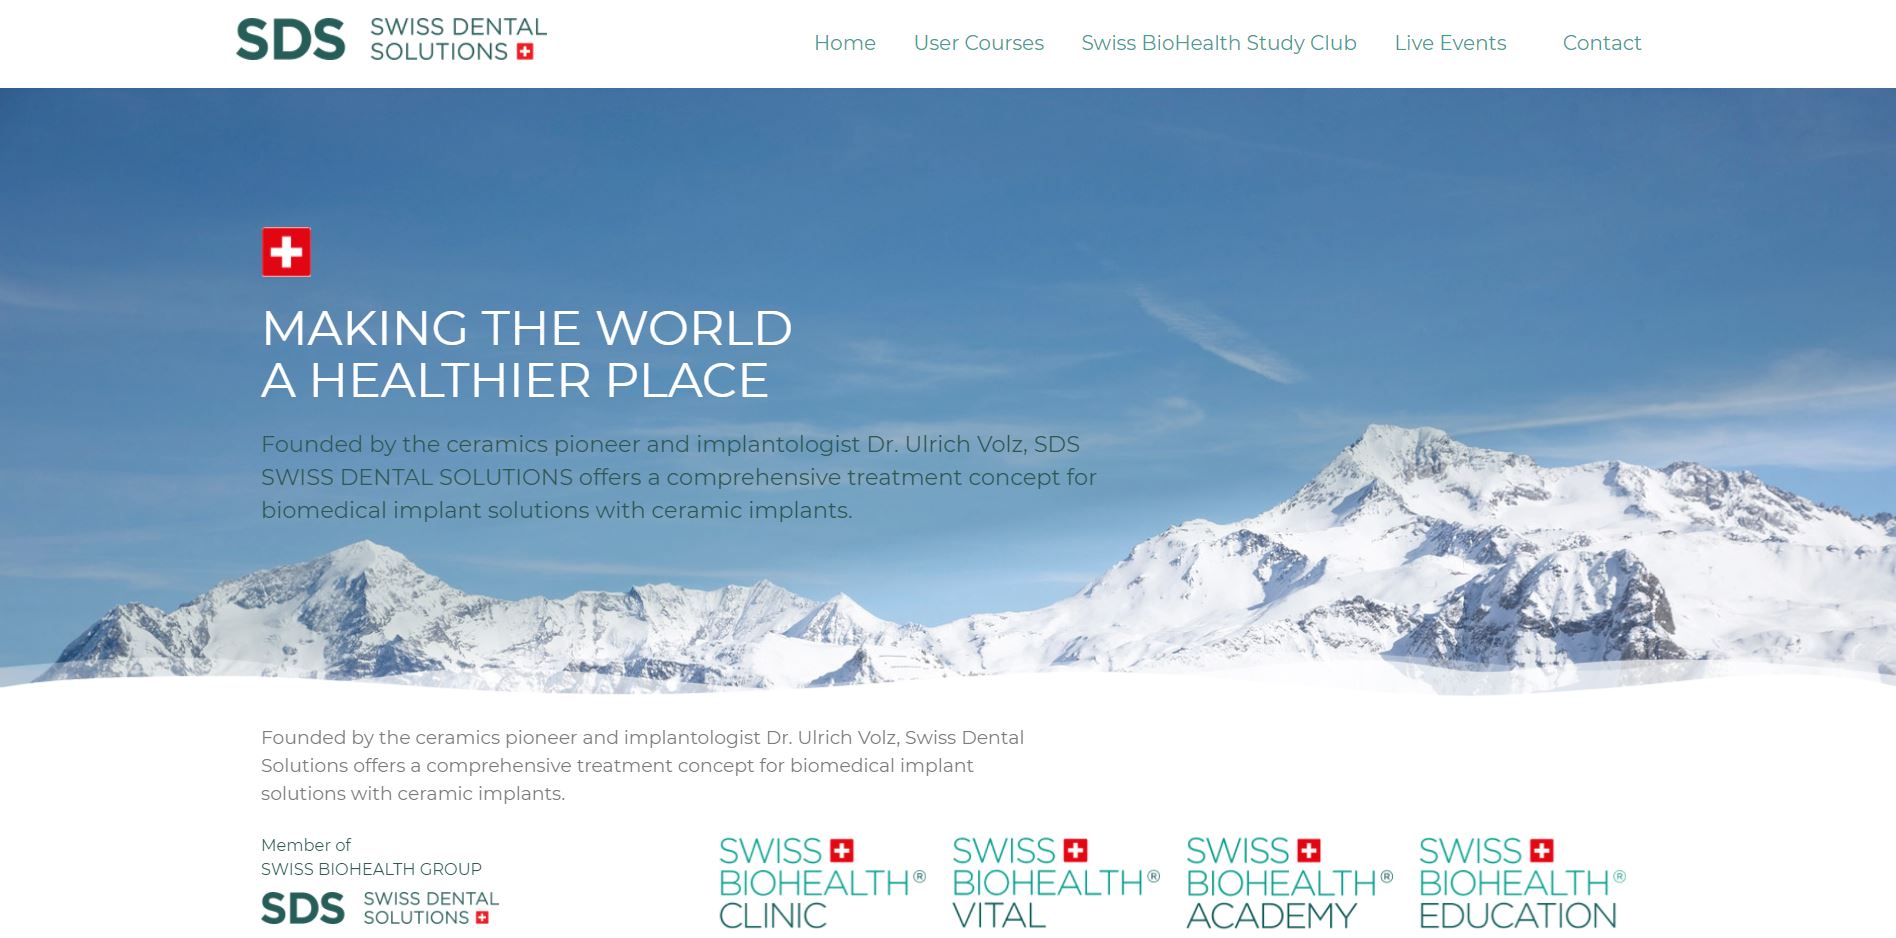 SDS SWISS DENTAL
SOLUTIONS
Home User Courses Swiss BioHealth Study Club Live Events Contact
MAKING THE WORLD
A HEALTHIER PLACE
Founded by the ceramics pioneer and implantologist Dr. Ulrich Volz, SDS
SWISS DENTAL SOLUTIONS offers a comprehensive treatment concept for
biomedical implant solutions with ceramic implants.
Founded by the ceramics pioneer and implantologist Dr. Ulrich Volz, Swiss Dental
Solutions offers a comprehensive treatment concept for biomedical implant
solutions with ceramic implants.
Member of
SWISS BIOHEALTH GROUP
SDS SWISS DENTAL
SOLUTIONS
SWISS
BIOHEALTH®
CLINIC
SWISS
BIOHEALTH®
VITAL
SWISS
BIOHEALTH®
ACADEMY
SWISS
BIOHEALTH®
EDUCATION